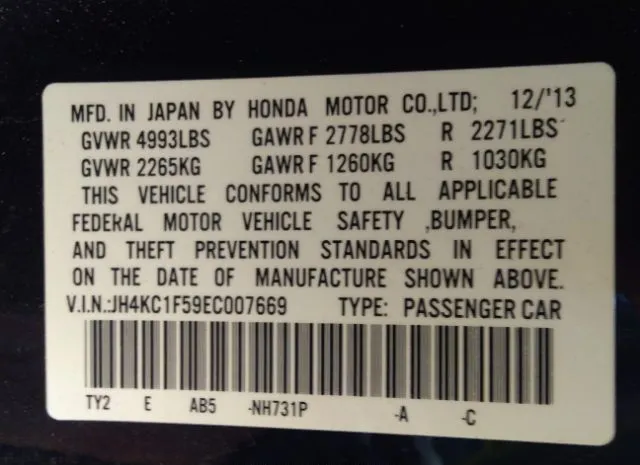 MFD. IN JAPAN BY HONDA MOTOR CO.,LTD; 12/'13
GVWR 4993LBS GAWR F 2778LBS R 2271LBS
GVWR 2265KG GAWR F 1260KG R 1030KG
THIS VEHICLE CONFORMS TO ALL APPLICABLE
FEDERAL MOTOR VEHICLE SAFETY ,BUMPER,
AND THEFT PREVENTION STANDARDS IN EFFECT
ON THE DATE OF MANUFACTURE SHOWN ABOVE.
V.I.N.:JH4KC1F59EC007669 TYPE: PASSENGER CAR
TY2 E AB5 -NH731P -A -C